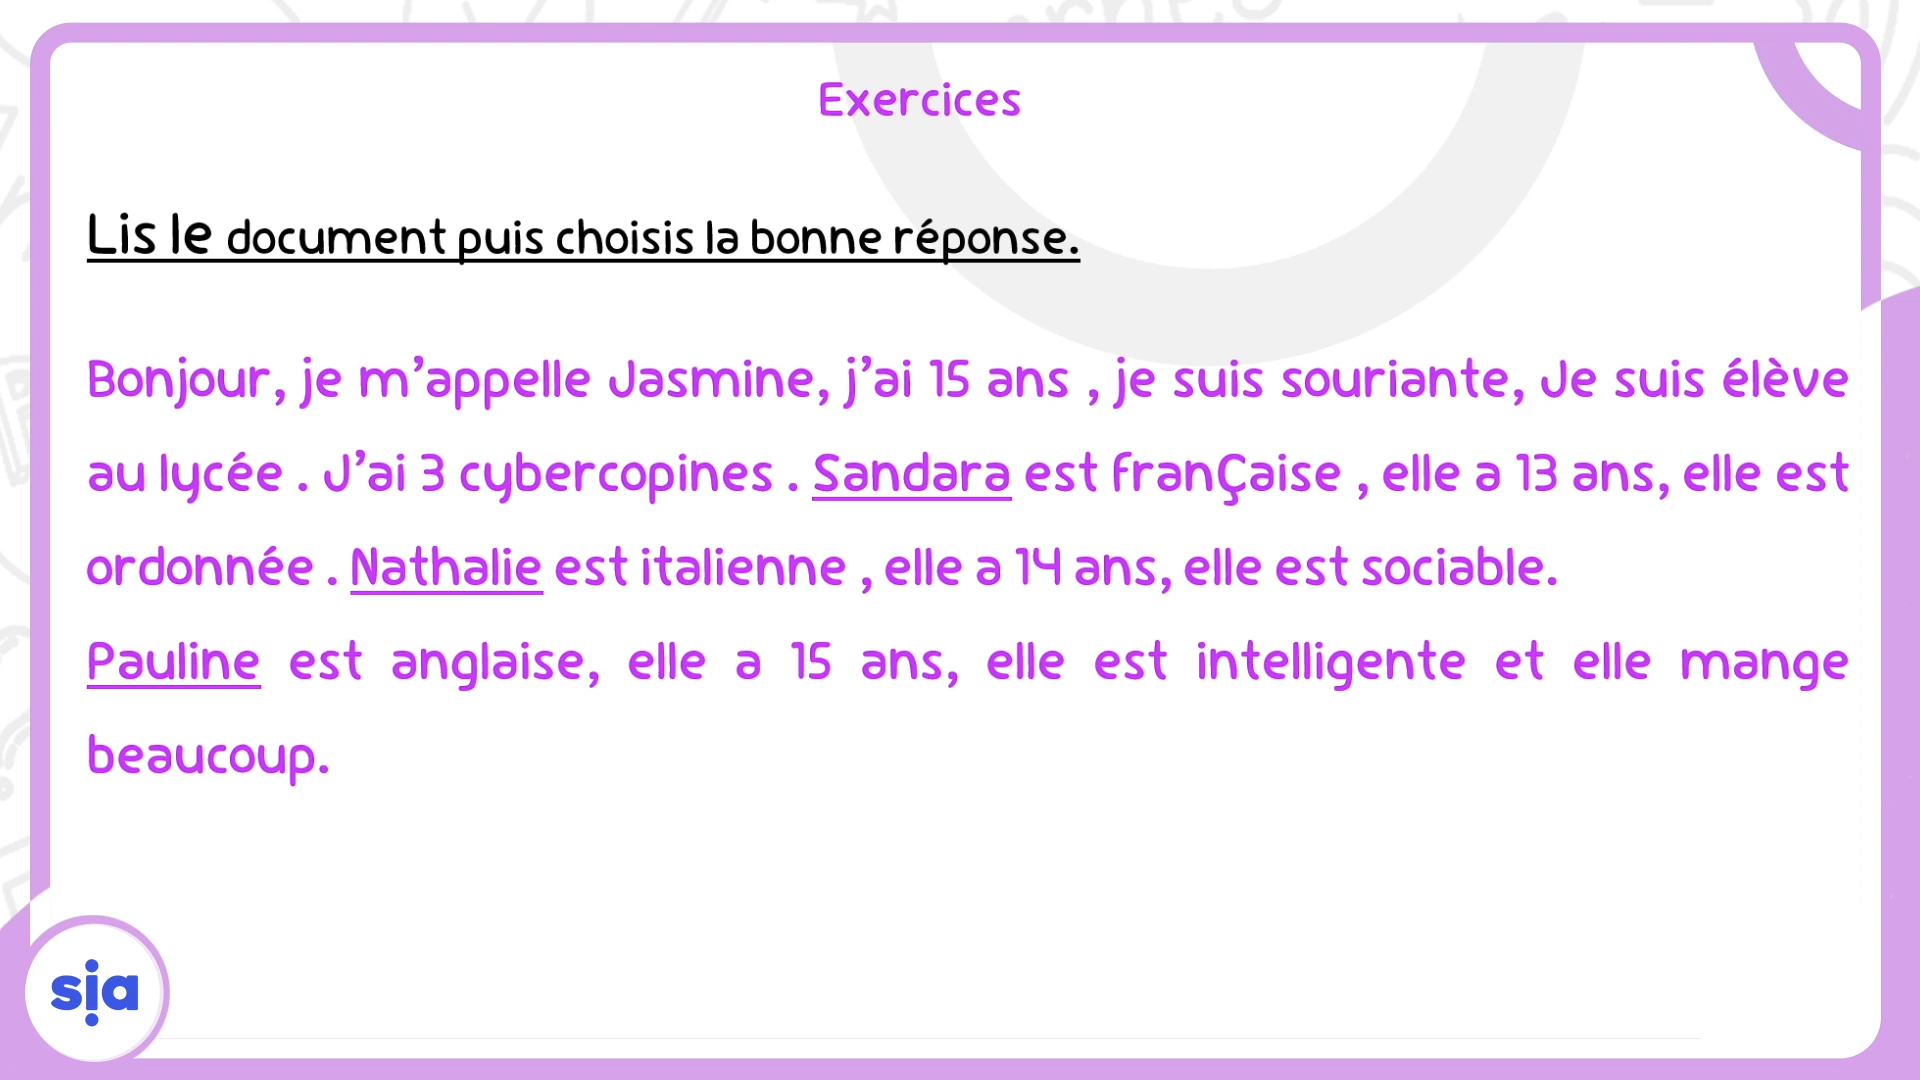 Exercices
Lis le document puis choisis la bonne réponse.
Bonjour, je m’appelle Jasmine, j’ai 15 ans , je suis souriante, Je suis élève
au lycée . J’ai 3 cybercopines . Sandara est franÇaise , elle a 13 ans, elle est
ordonnée . Nathalie est italienne , elle a 14 ans, elle est sociable.
Pauline est anglaise, elle a 15 ans, elle est intelligente et elle mange
beaucoup.
sia